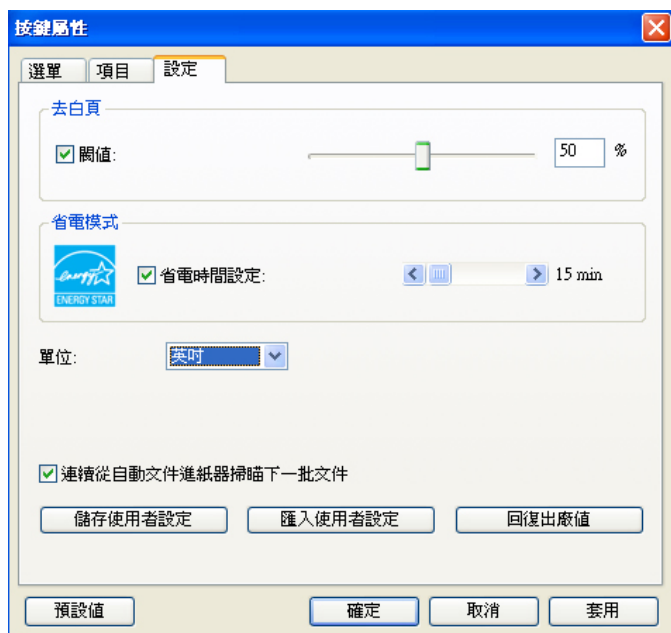 按鍵屬性
選單 項目 設定
去白頁
閥值: 50 %
省電模式
energy
ENERGY STAR
省電時間設定: 15 min
單位: 英吋
連續從自動文件進紙器掃瞄下一批文件
儲存使用者設定 匯入使用者設定 回復出廠值
預設值 確定 取消 套用